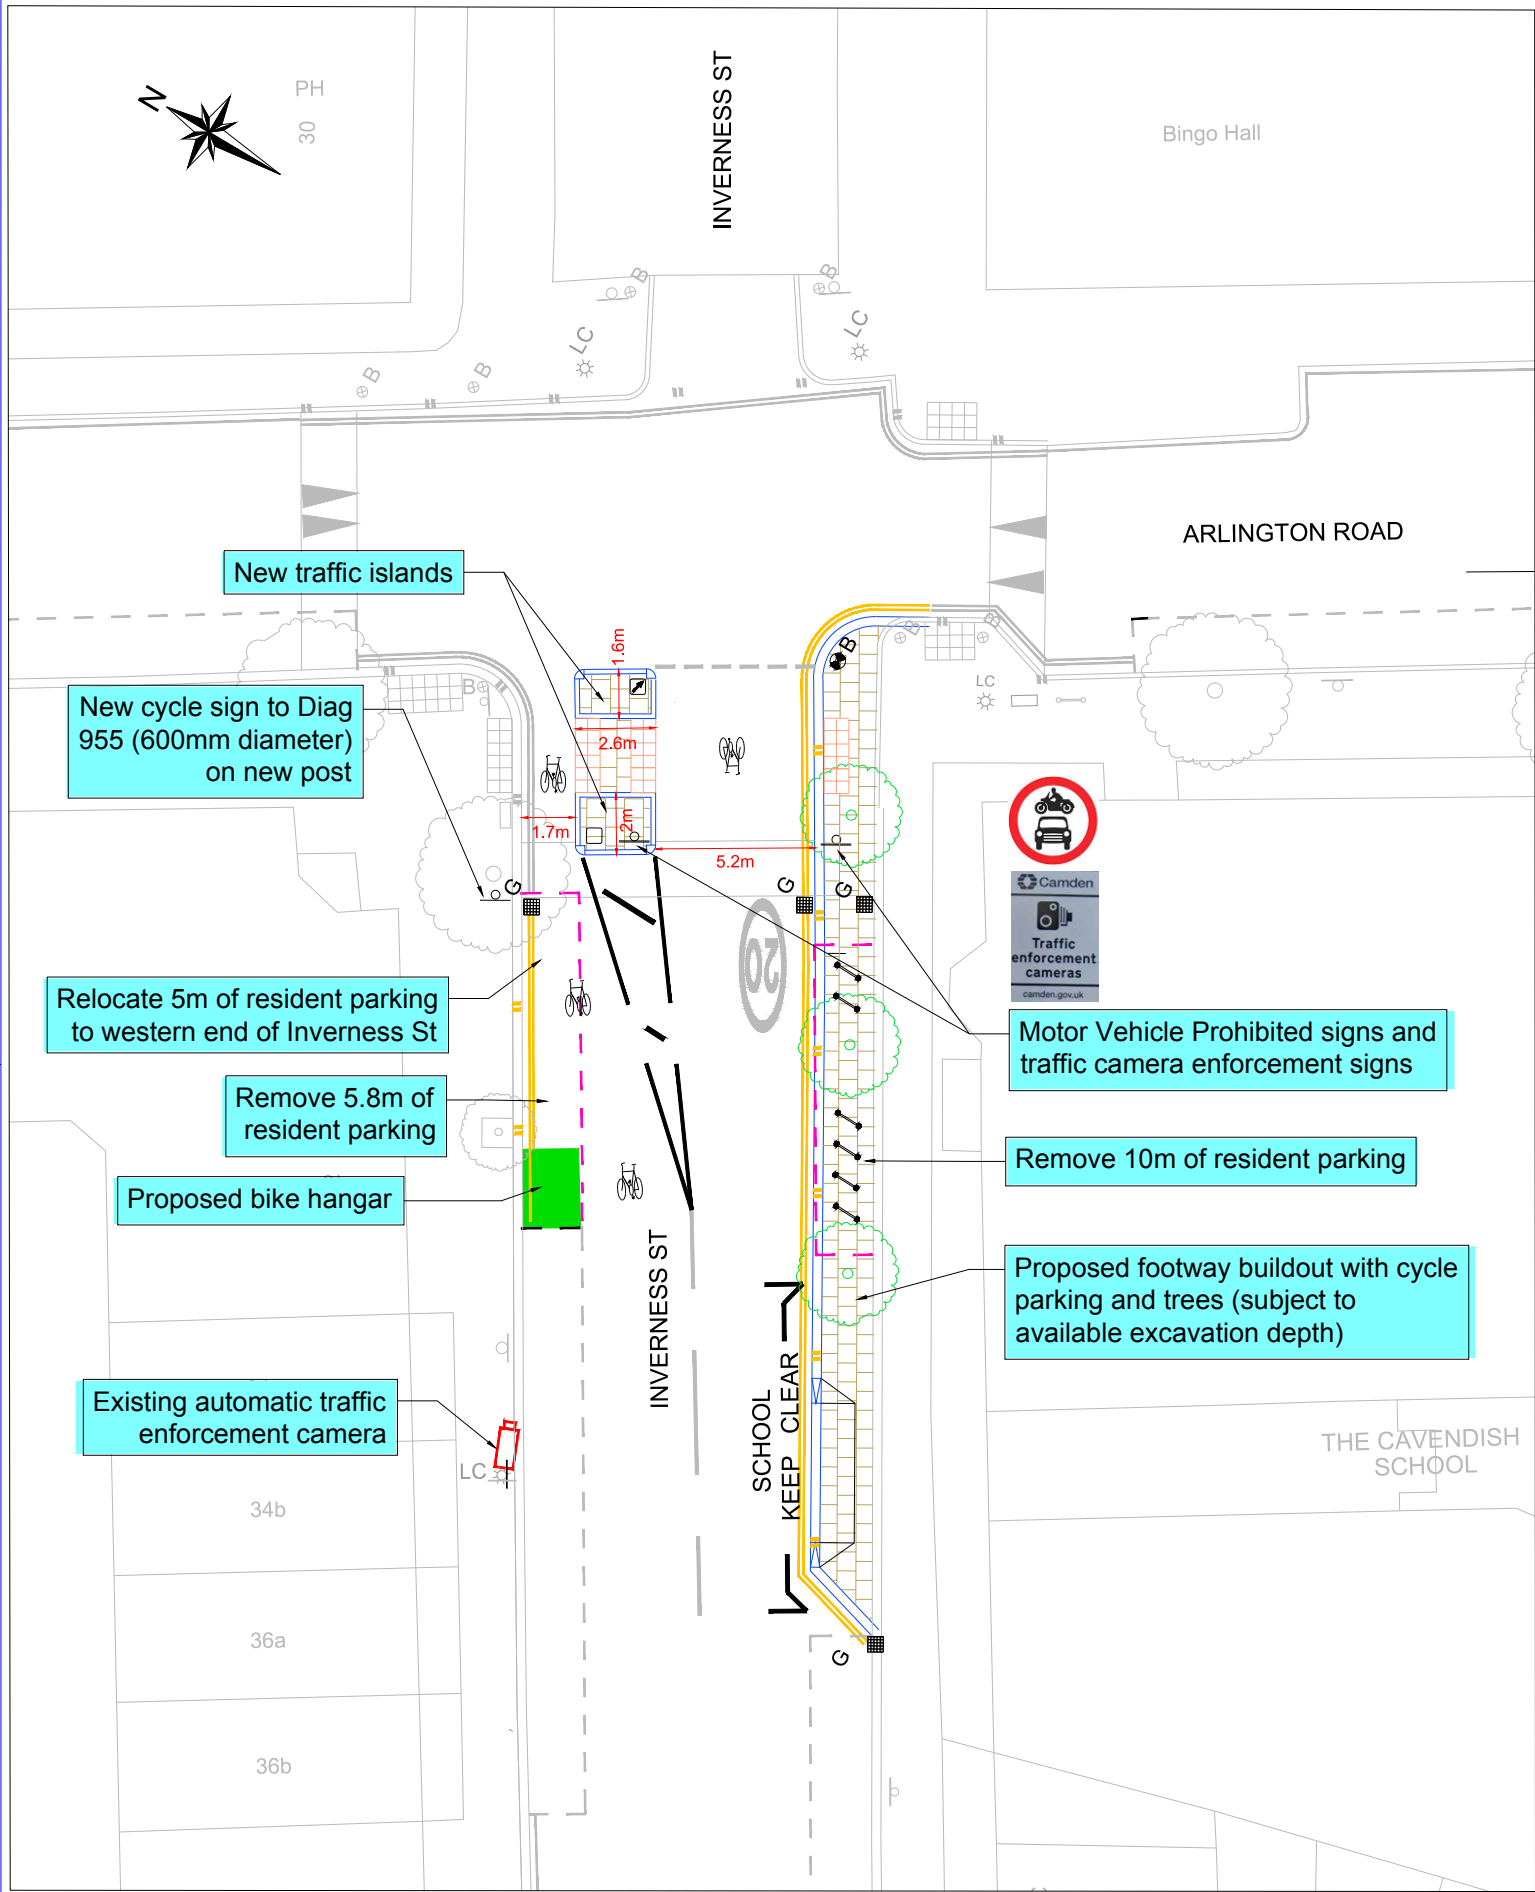 N
PH
30
INVERNESS ST
Bingo Hall
B
B
LC
LC
B
B
ARLINGTON ROAD
New traffic islands
1.6m
B
B
B
LC
B
New cycle sign to Diag
955 (600mm diameter)
on new post
2.6m
1.7m
2m
5.2m
G
G
G
20
Camden
Traffic
enforcement
cameras
camden.gov.uk
Relocate 5m of resident parking
to western end of Inverness St
Motor Vehicle Prohibited signs and
traffic camera enforcement signs
Remove 5.8m of
resident parking
Remove 10m of resident parking
Proposed bike hangar
INVERNESS ST
Proposed footway buildout with cycle
parking and trees (subject to
available excavation depth)
SCHOOL
KEEP CLEAR
Existing automatic traffic
enforcement camera
LC
THE CAVENDISH
SCHOOL
34b
36a
G
36b